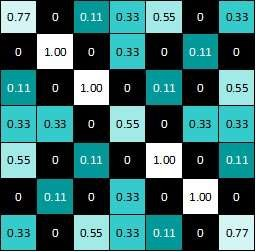 0.77 0 0.11 0.33 0.55 0 0.33
0 1.00 0 0.33 0 0.11 0
0.11 0 1.00 0 0.11 0 0.55
0.33 0.33 0 0.55 0 0.33 0.33
0.55 0 0.11 0 1.00 0 0.11
0 0.11 0 0.33 0 1.00 0
0.33 0 0.55 0.33 0.11 0 0.77